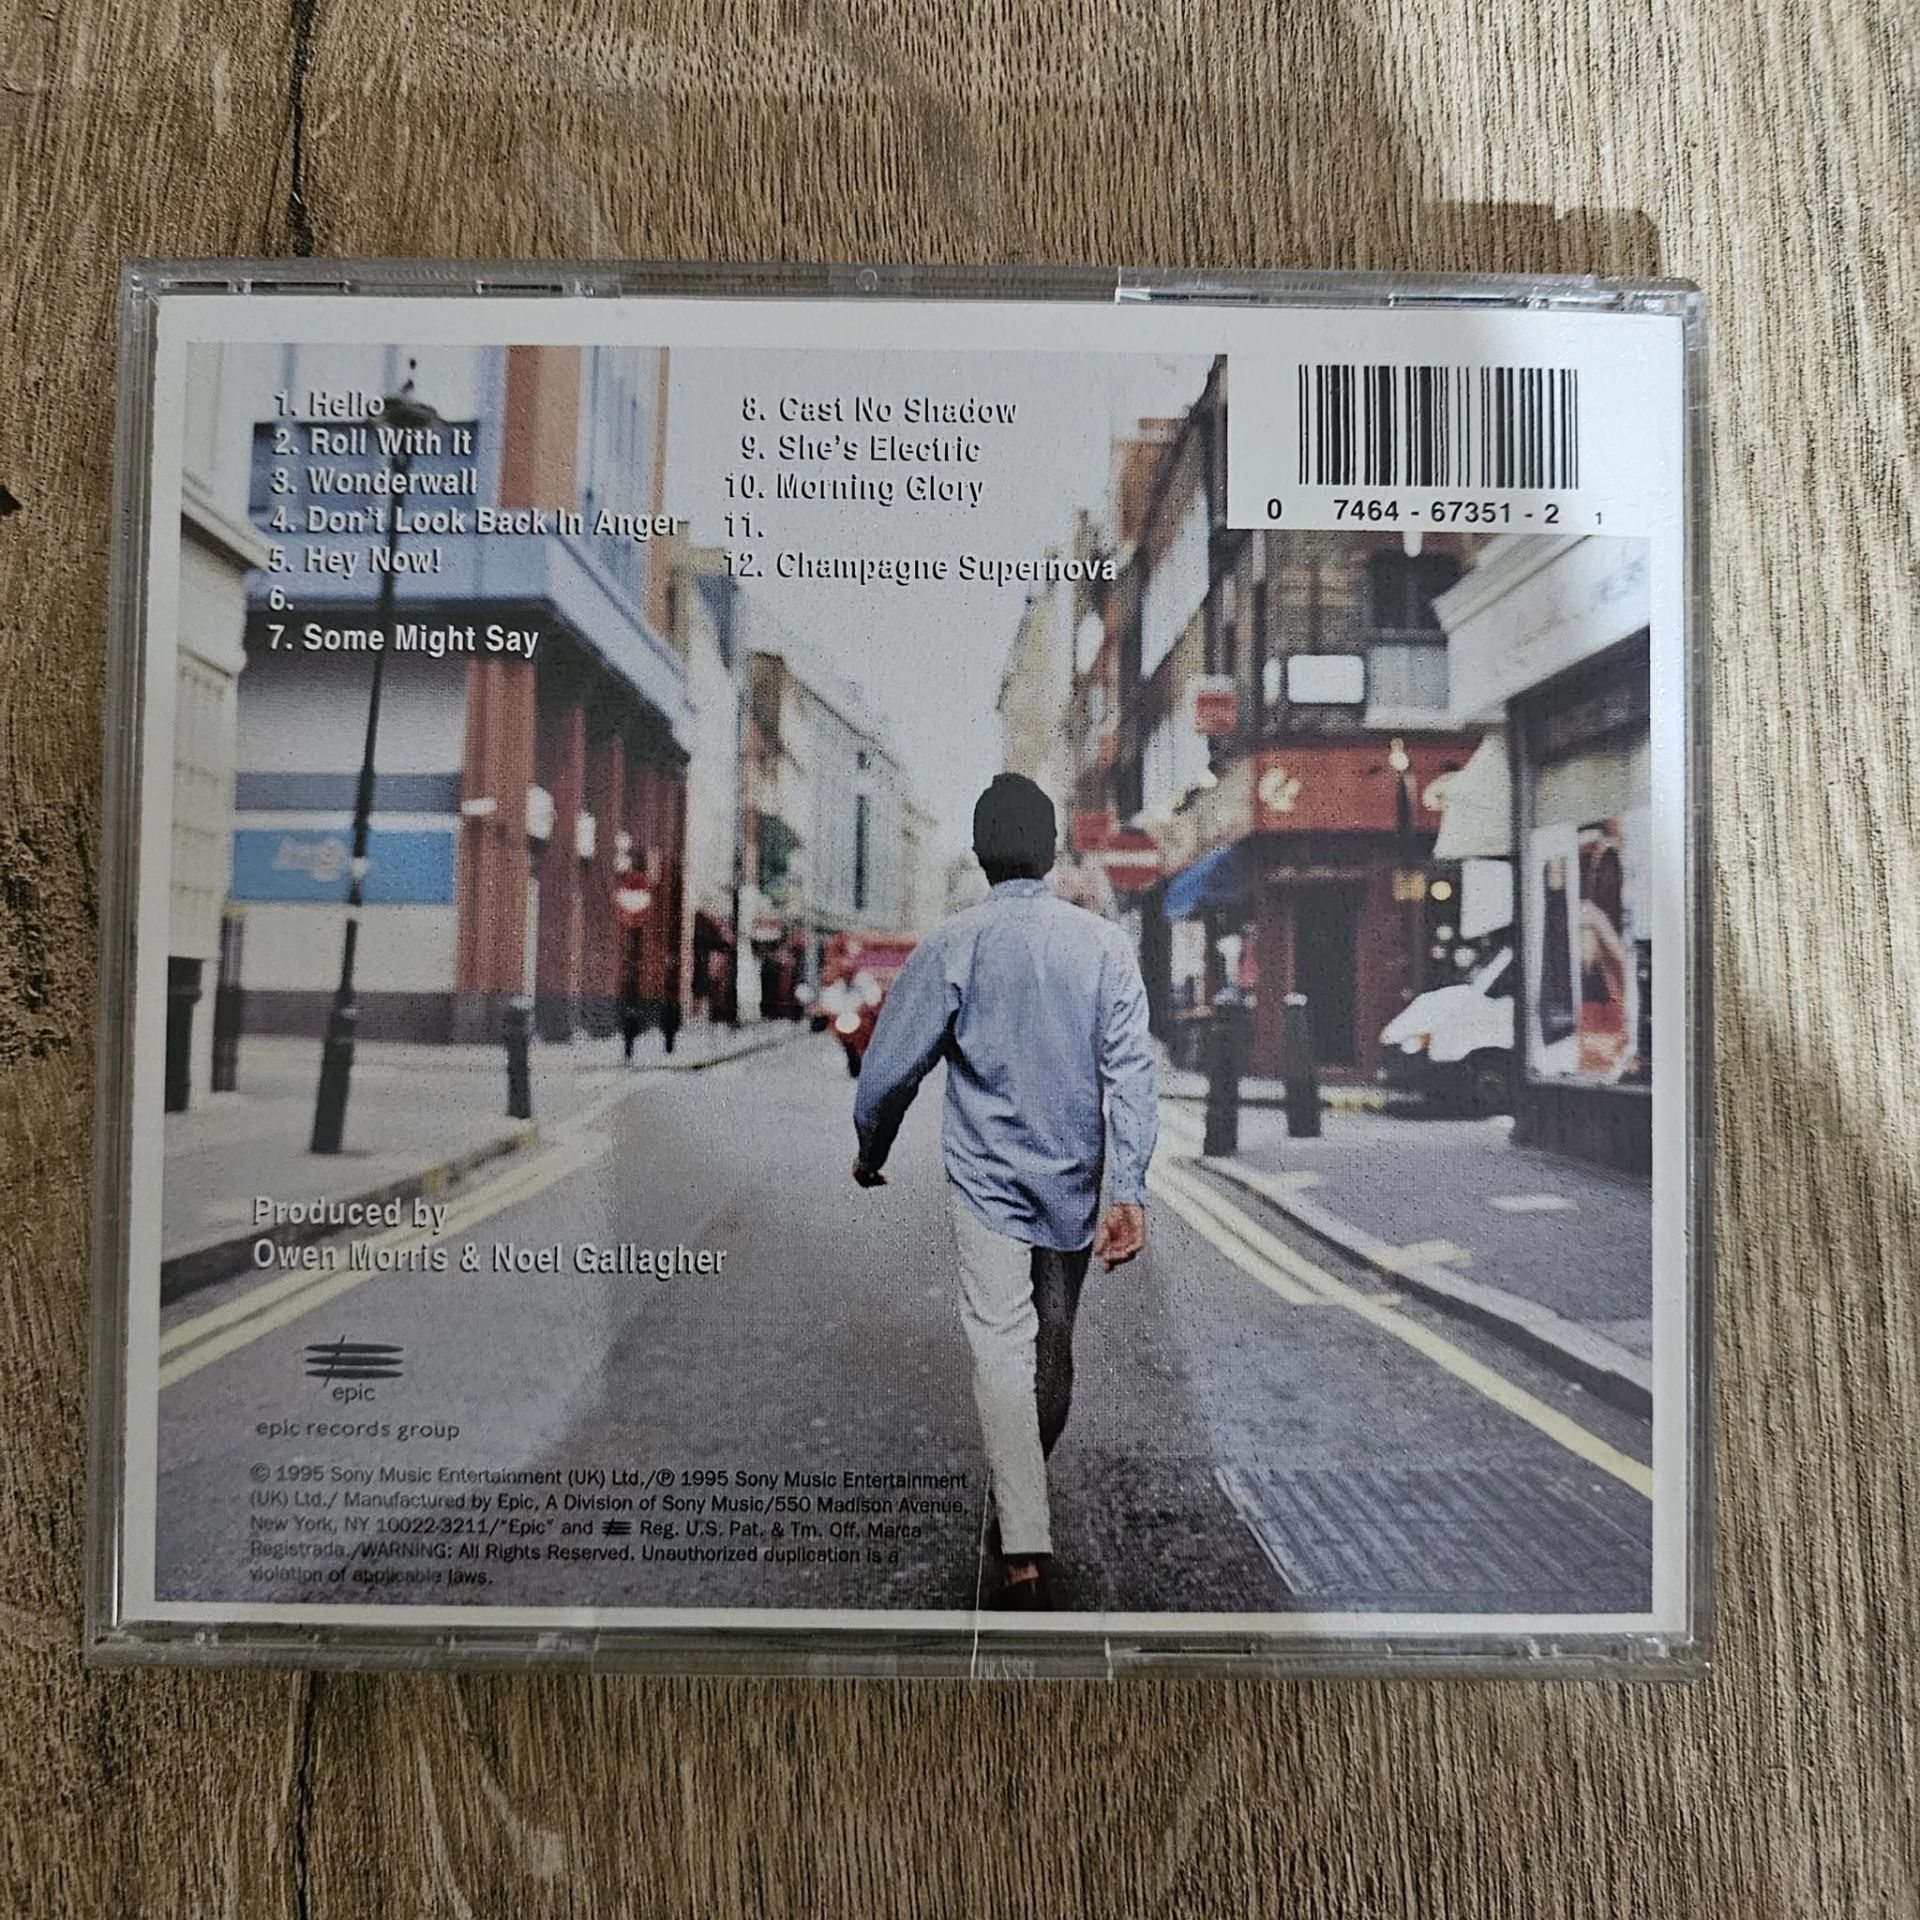 1. Hello
2. Roll With It
3. Wonderwall
4. Don't Look Back In Anger
5. Hey Now!
6.
7. Some Might Say
8. Cast No Shadow
9. She's Electric
10. Morning Glory
11.
12. Champagne Supernova
0 7464 - 67351 - 2 1
Produced by
Owen Morris & Noel Gallagher
epic
epic records group
© 1995 Sony Music Entertainment (UK) Ltd./℗ 1995 Sony Music Entertainment
(UK) Ltd./ Manufactured by Epic, A Division of Sony Music/550 Madison Avenue,
New York, NY 10022-3211/"Epic" and Reg. U.S. Pat. & Tm. Off. Marca
Registrada./WARNING: All Rights Reserved. Unauthorized duplication is a
violation of applicable laws.